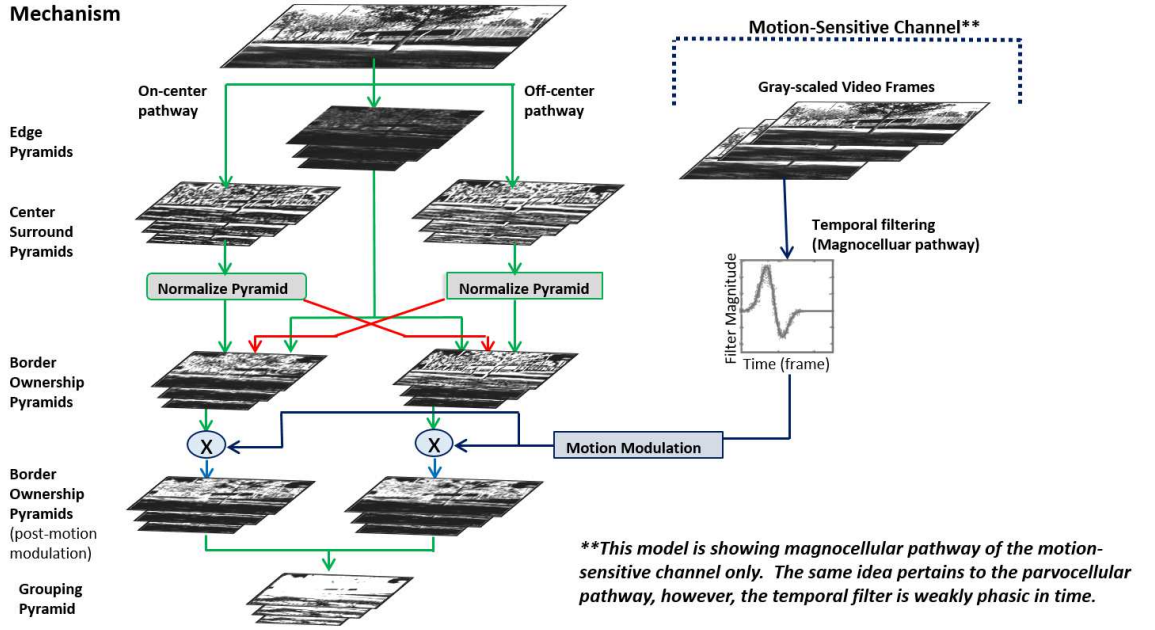 Mechanism
Motion-Sensitive Channel**
On-center
pathway
Off-center
pathway
Gray-scaled Video Frames
Edge
Pyramids
Center
Surround
Pyramids
Temporal filtering
(Magnocelluar pathway)
Normalize Pyramid
Normalize Pyramid
Filter Magnitude
Time (frame)
Border
Ownership
Pyramids
X
X
Motion Modulation
Border
Ownership
Pyramids
(post-motion
modulation)
**This model is showing magnocellular pathway of the motion-
sensitive channel only. The same idea pertains to the parvocellular
pathway, however, the temporal filter is weakly phasic in time.
Grouping
Pyramid